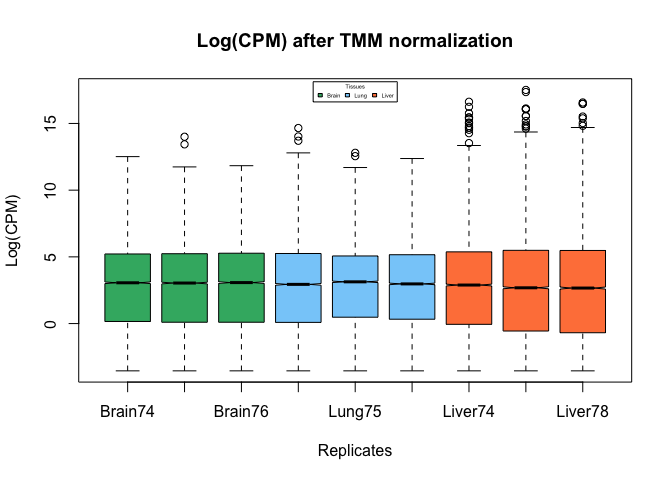 Log(CPM) after TMM normalization
Tissues
Brain Lung Liver
15
10
5
0
Log(CPM)
Brain74 Brain76 Lung75 Liver74 Liver78
Replicates